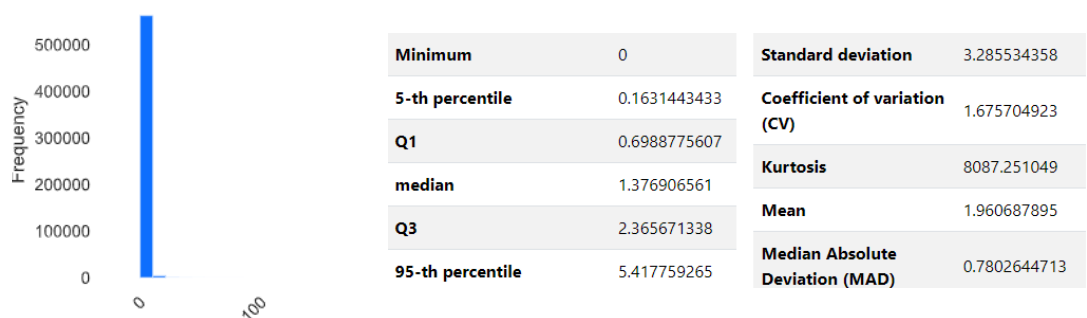 500000
400000
300000
200000
100000
0
Frequency
0
100
Minimum 0
5-th percentile 0.1631443433
Q1 0.6988775607
median 1.376906561
Q3 2.365671338
95-th percentile 5.417759265
Standard deviation 3.285534358
Coefficient of variation
(CV) 1.675704923
Kurtosis 8087.251049
Mean 1.960687895
Median Absolute
Deviation (MAD) 0.7802644713